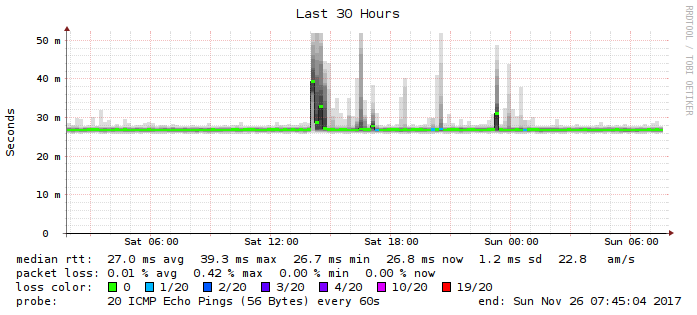 Last 30 Hours
RRDTOOL / TOBI OETIKER
Seconds
50 m
40 m
30 m
20 m
10 m
0
Sat 06:00 Sat 12:00 Sat 18:00 Sun 00:00 Sun 06:00
median rtt: 27.0 ms avg 39.3 ms max 26.7 ms min 26.8 ms now 1.2 ms sd 22.8 am/s
packet loss: 0.01 % avg 0.42 % max 0.00 % min 0.00 % now
loss color: 0 1/20 2/20 3/20 4/20 10/20 19/20
probe: 20 ICMP Echo Pings (56 Bytes) every 60s end: Sun Nov 26 07:45:04 2017